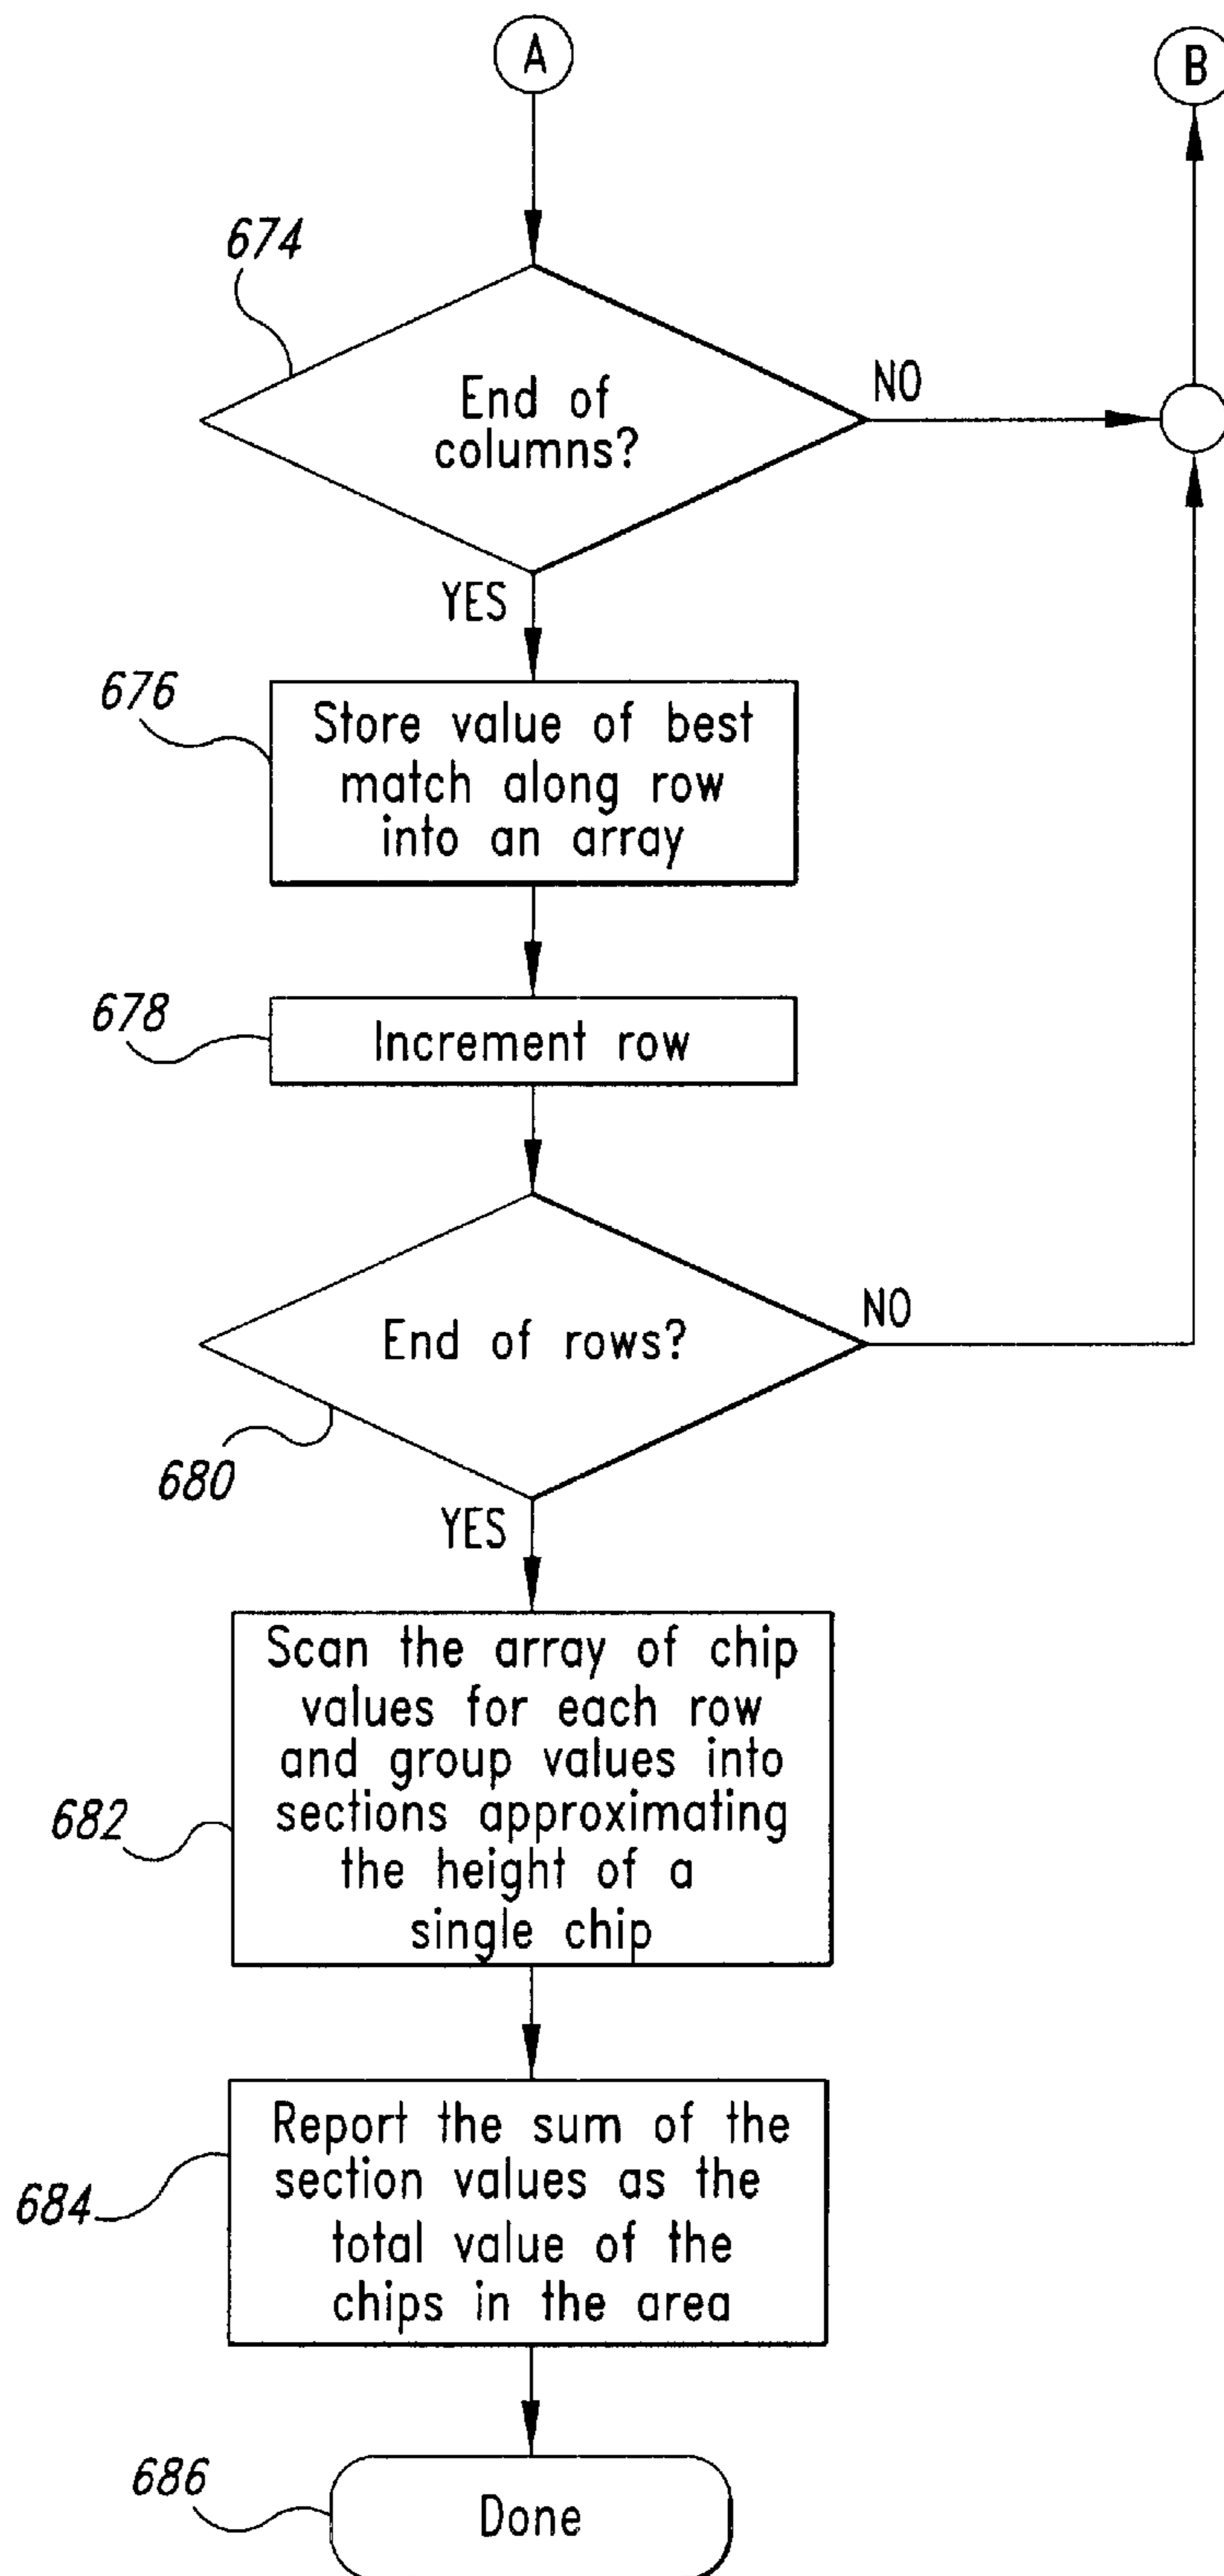 A
B
674
End of
columns?
NO
YES
676
Store value of best
match along row
into an array
678
Increment row
End of rows?
NO
680
YES
Scan the array of chip
values for each row
and group values into
sections approximating
the height of a
single chip
682
Report the sum of the
section values as the
total value of the
chips in the area
684
686
Done